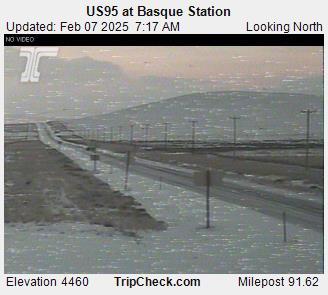 US95 at Basque Station
Updated: Feb 07 2025 7:17 AM Looking North
NO VIDEO
Elevation 4460 TripCheck.com Milepost 91.62